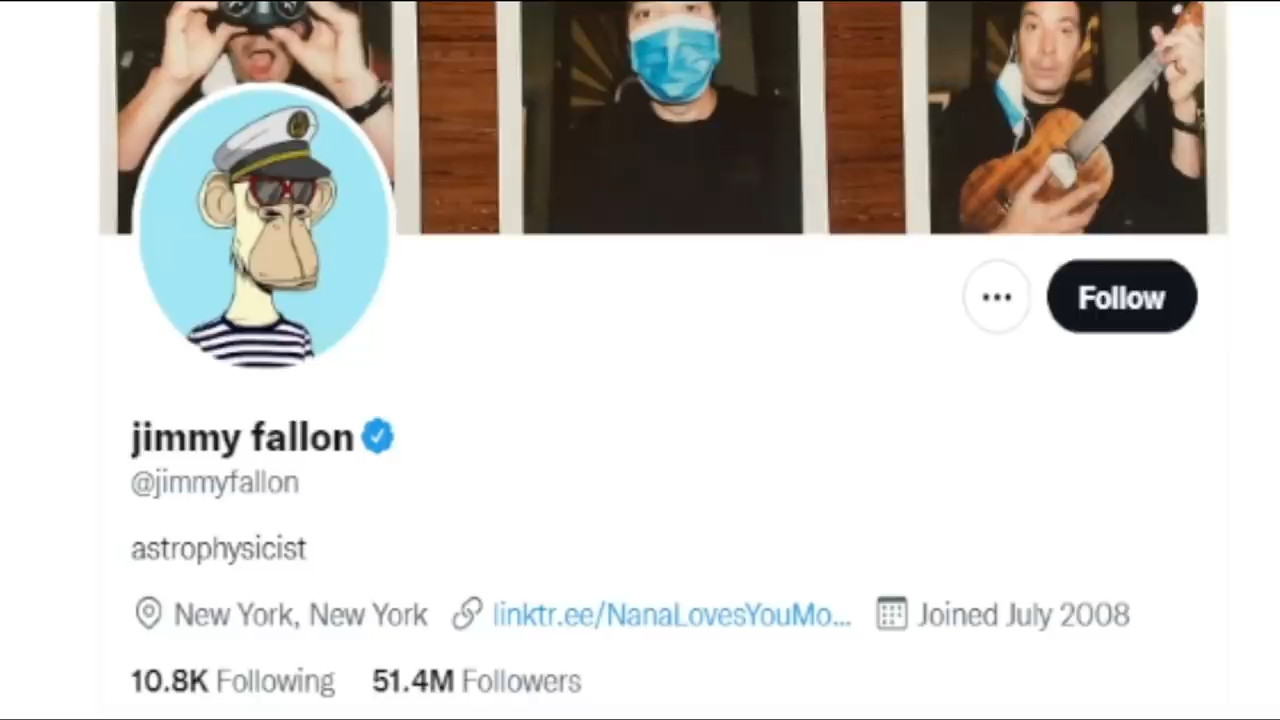 Follow
jimmy fallon
@jimmyfallon
astrophysicist
New York, New York linktr.ee/NanaLovesYouMo... Joined July 2008
10.8K Following 51.4M Followers